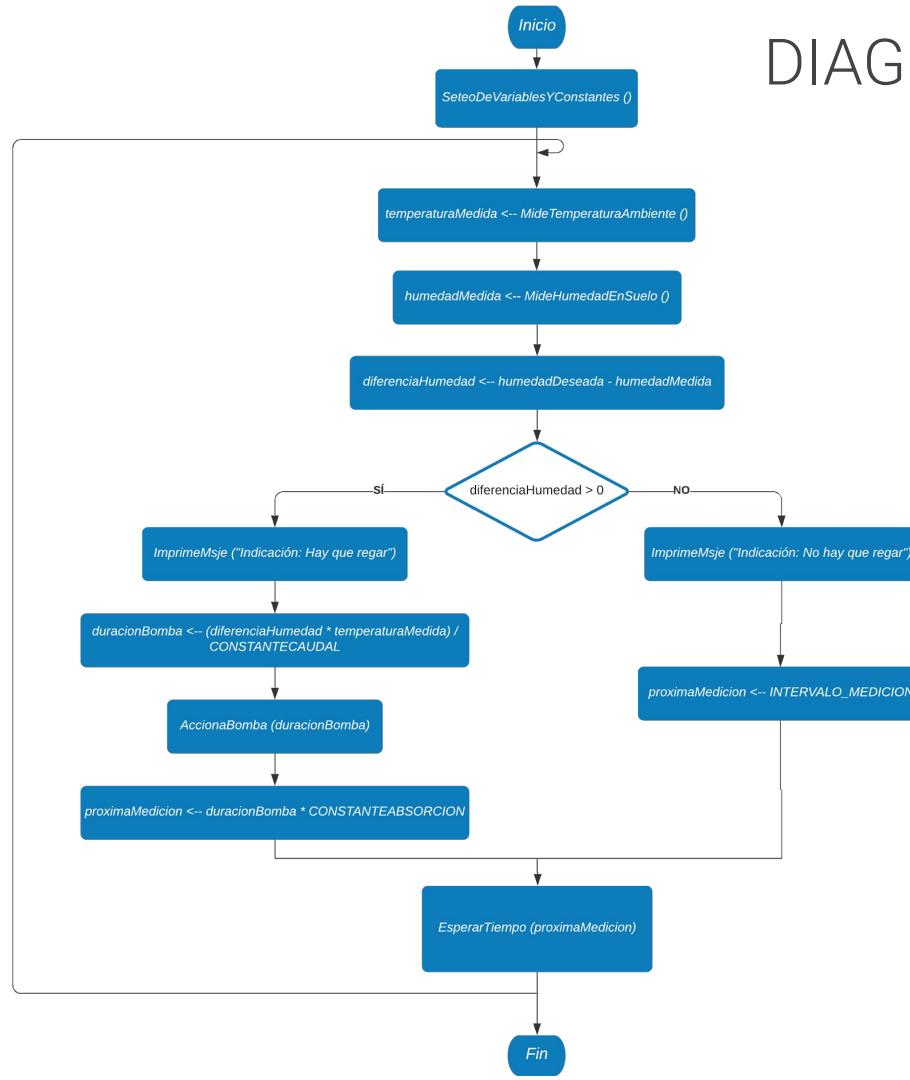 Inicio
DIAG
SeteoDeVariablesYConstantes ()
temperaturaMedida <-- MideTemperaturaAmbiente ()
humedadMedida <-- MideHumedadEnSuelo ()
diferenciaHumedad <-- humedadDeseada - humedadMedida
diferenciaHumedad > 0
SÍ
NO
ImprimeMsje ("Indicación: Hay que regar")
ImprimeMsje ("Indicación: No hay que regar")
duracionBomba <-- (diferenciaHumedad * temperaturaMedida) /
CONSTANTECAUDAL
proximaMedicion <-- INTERVALO_MEDICION
AccionaBomba (duracionBomba)
proximaMedicion <-- duracionBomba * CONSTANTEABSORCION
EsperarTiempo (proximaMedicion)
Fin